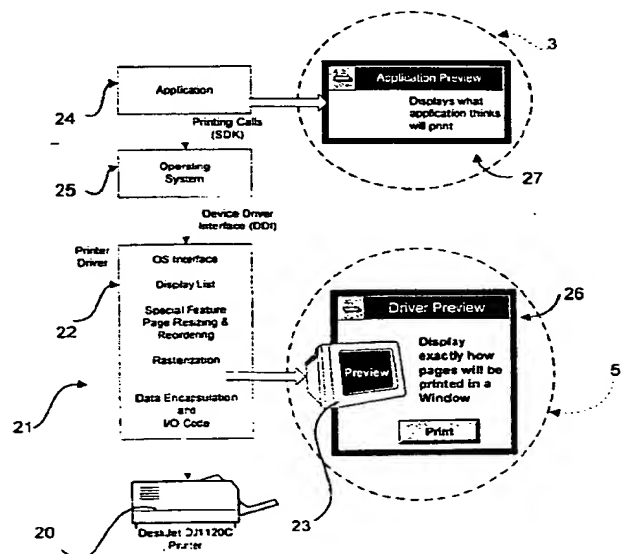 3
Application
Application Preview
Displays what
application thinks
will print
24
Printing Calls
(SDK)
27
Operating
System
25
Device Driver
Interface (DDI)
Printer
Driver
OS Interface
Display List
Special Feature
Page Resizing &
Reordering
Rasterization
Data Encapsulation
and
I/O Code
22
21
Driver Preview
26
Display
exactly how
pages will be
printed in a
Window
Preview
Print
5
23
20
DeskJet DJ1120C
Printer